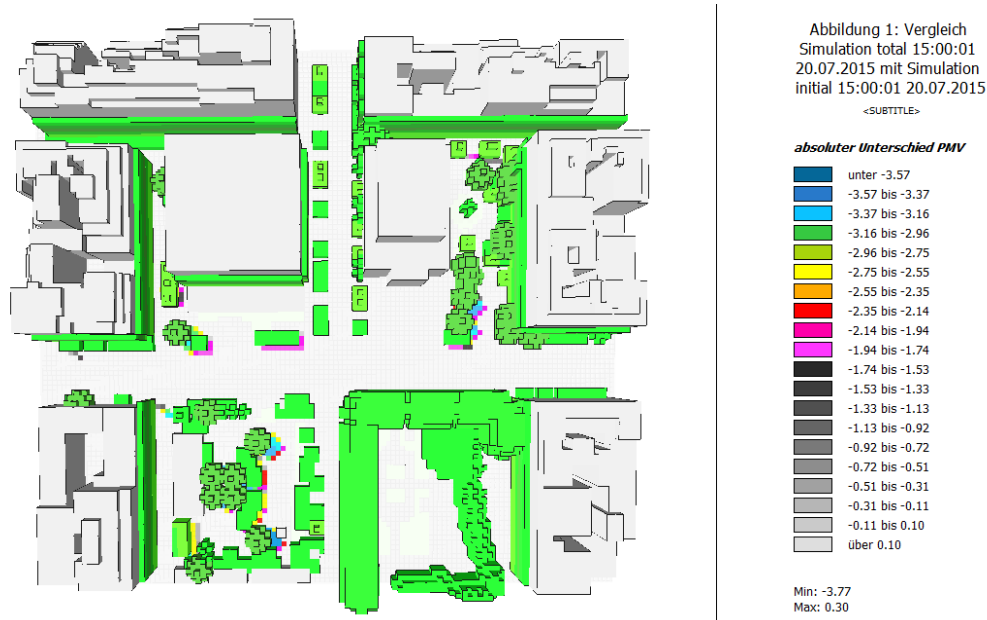 Abbildung 1: Vergleich
Simulation total 15:00:01
20.07.2015 mit Simulation
initial 15:00:01 20.07.2015
<SUBTITLE>
absoluter Unterschied PMV
unter -3.57
-3.57 bis -3.37
-3.37 bis -3.16
-3.16 bis -2.96
-2.96 bis -2.75
-2.75 bis -2.55
-2.55 bis -2.35
-2.35 bis -2.14
-2.14 bis -1.94
-1.94 bis -1.74
-1.74 bis -1.53
-1.53 bis -1.33
-1.33 bis -1.13
-1.13 bis -0.92
-0.92 bis -0.72
-0.72 bis -0.51
-0.51 bis -0.31
-0.31 bis -0.11
-0.11 bis 0.10
über 0.10
Min: -3.77
Max: 0.30